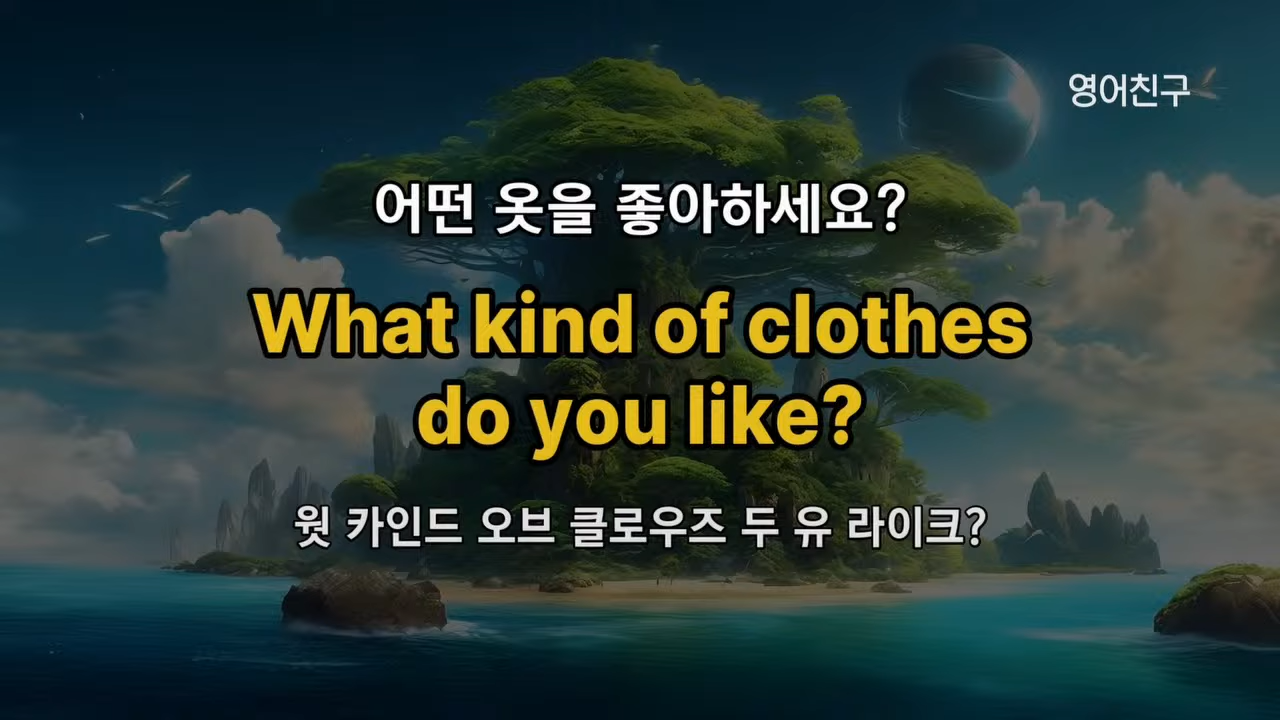 영어친구
어떤 옷을 좋아하세요?
What kind of clothes
do you like?
웟 카인드 오브 클로우즈 두 유 라이크?